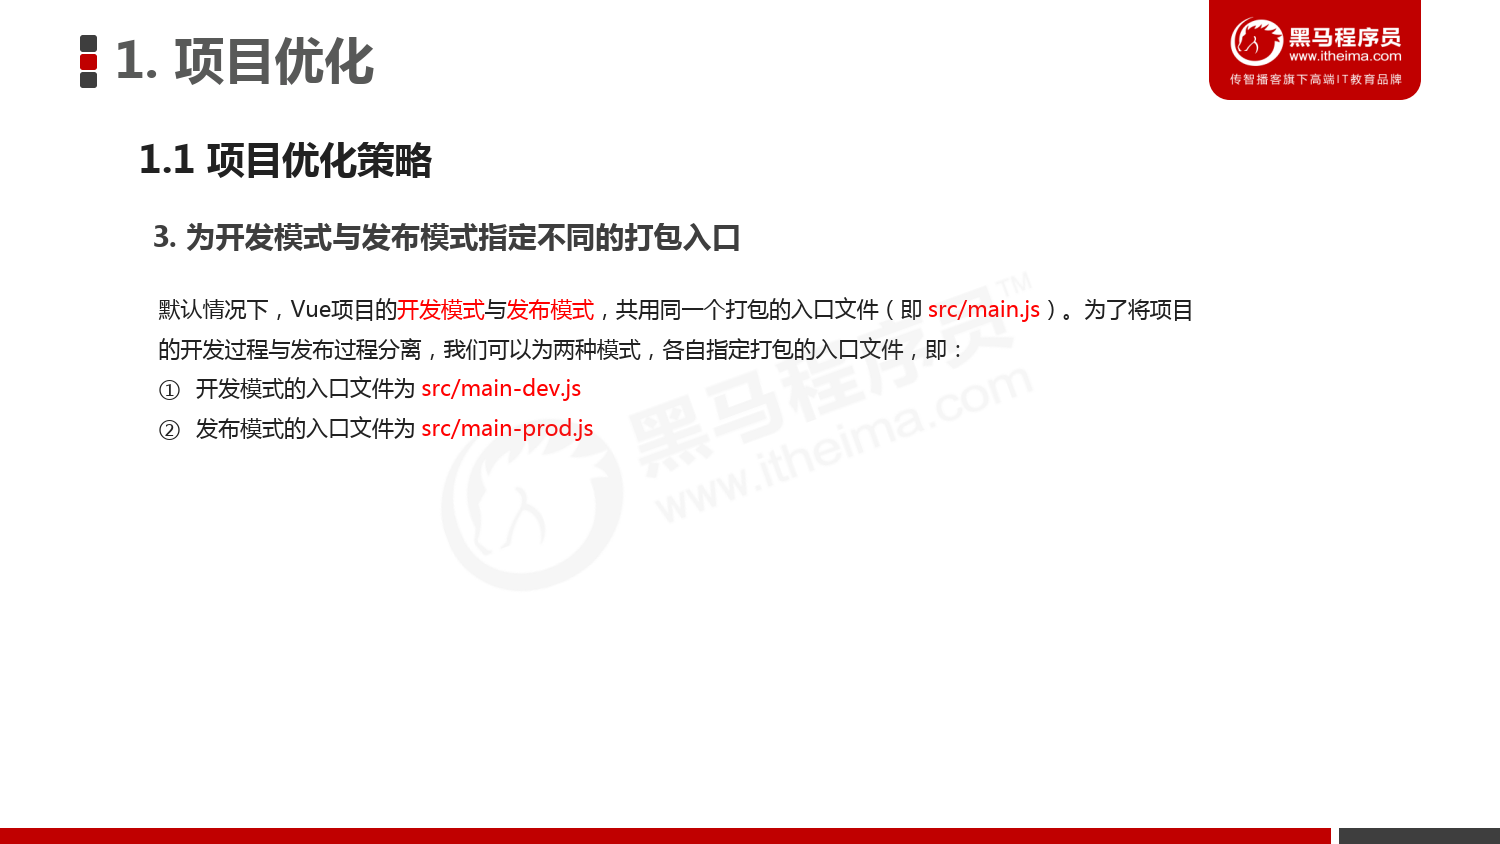 1. 项目优化
黑马程序员
www.itheima.com
传智播客旗下高端IT教育品牌
1.1 项目优化策略
3. 为开发模式与发布模式指定不同的打包入口
默认情况下，Vue项目的开发模式与发布模式，共用同一个打包的入口文件（即 src/main.js）。为了将项目
的开发过程与发布过程分离，我们可以为两种模式，各自指定打包的入口文件，即：
① 开发模式的入口文件为 src/main-dev.js
② 发布模式的入口文件为 src/main-prod.js
黑马程序员™
www.itheima.com